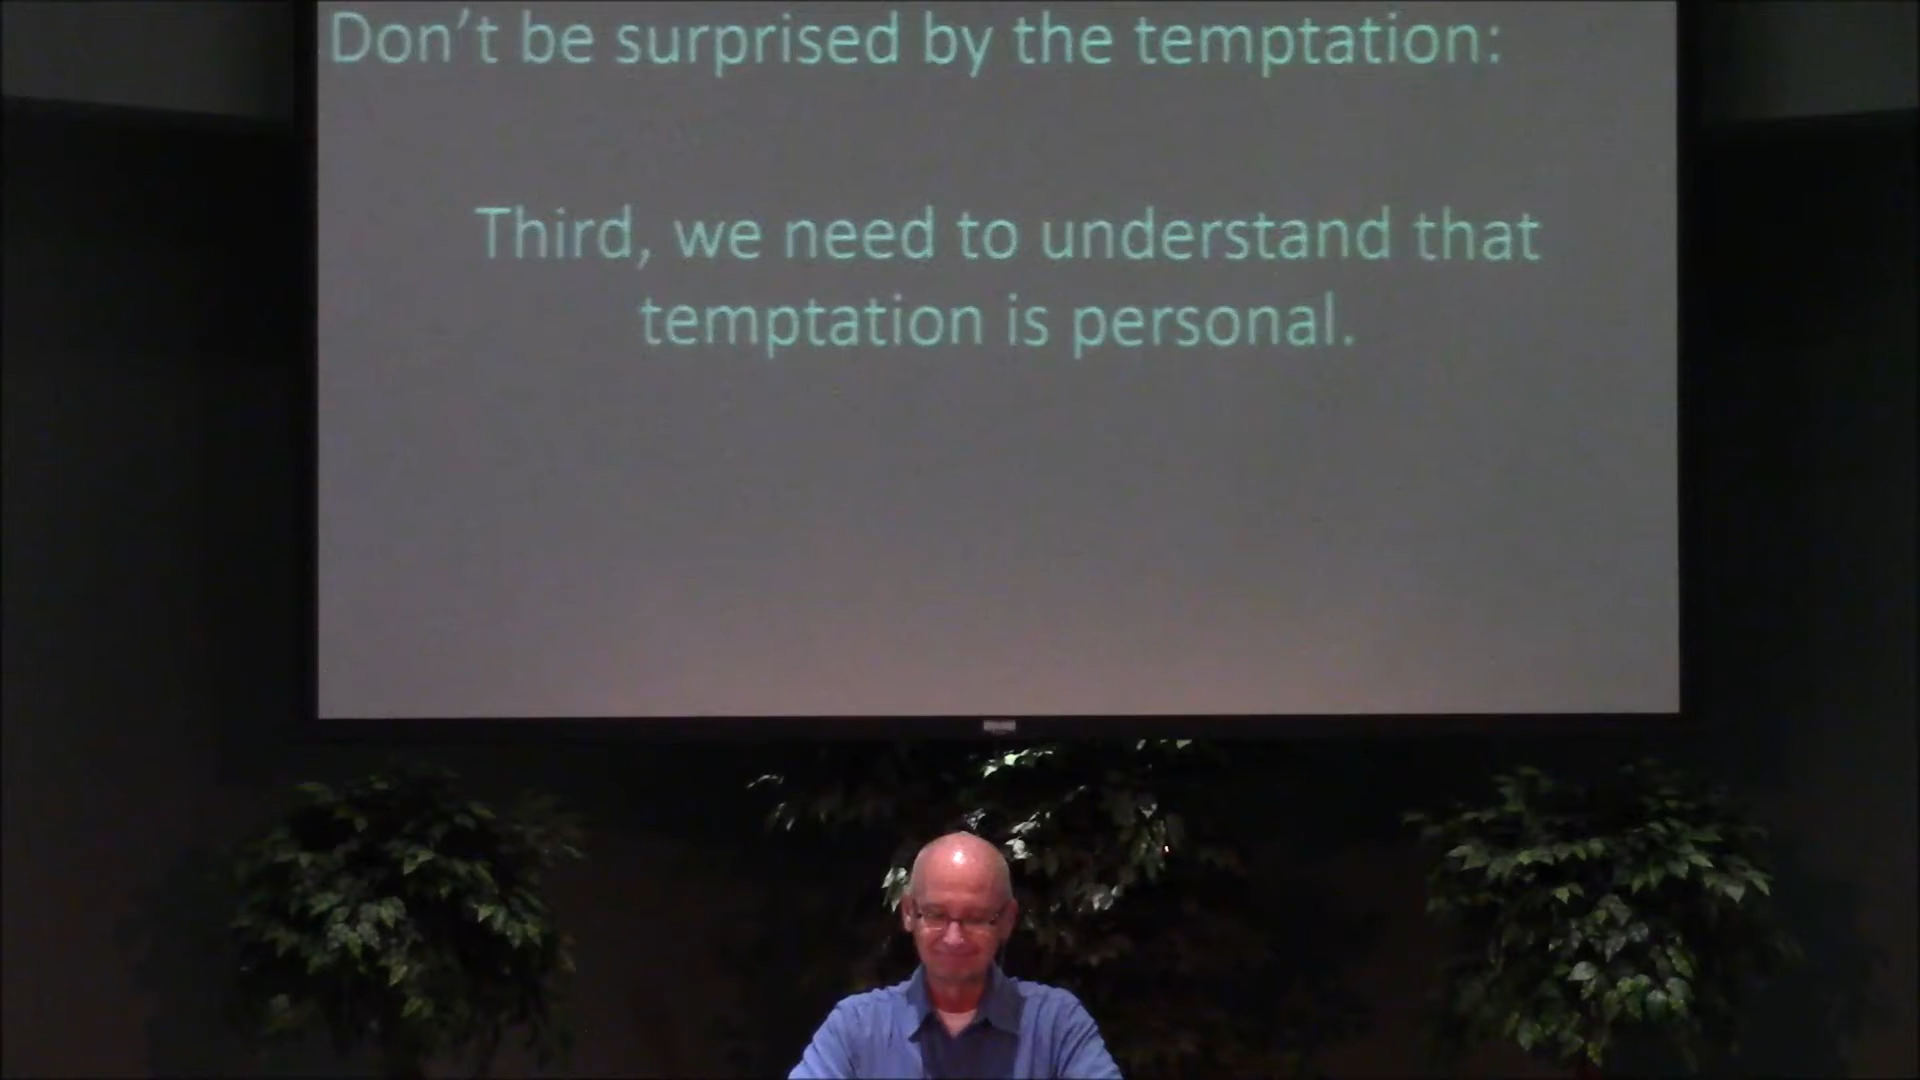 Don't be surprised by the temptation:
Third, we need to understand that
temptation is personal.